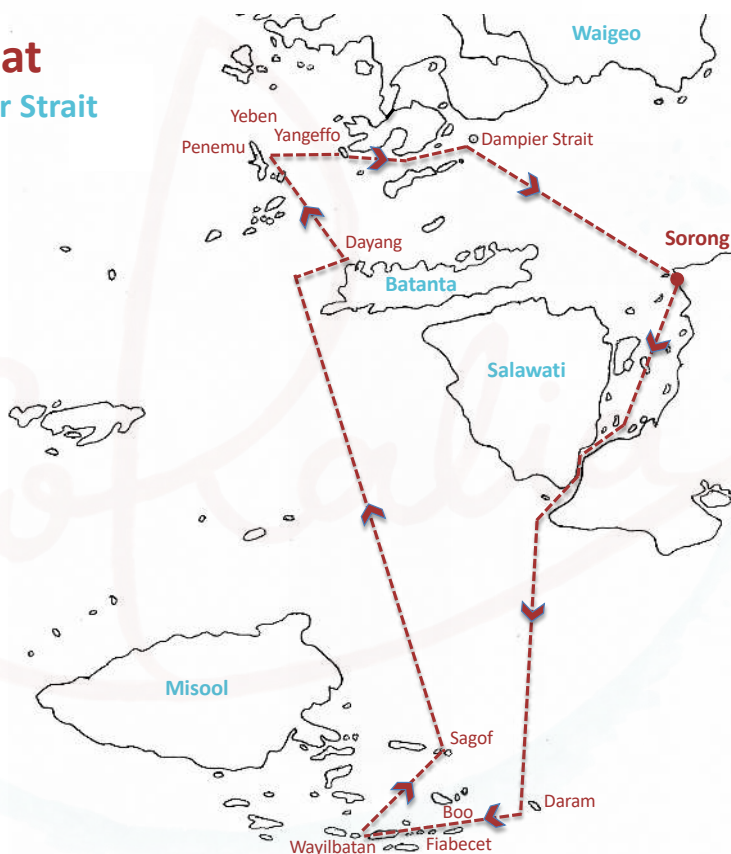 at
r Strait
Waigeo
Yeben
Yangeffo
Penemu
Dampier Strait
Sorong
Dayang
Batanta
Salawati
Misool
Sagof
Daram
Boo
Wayilbatan
Fiabecet